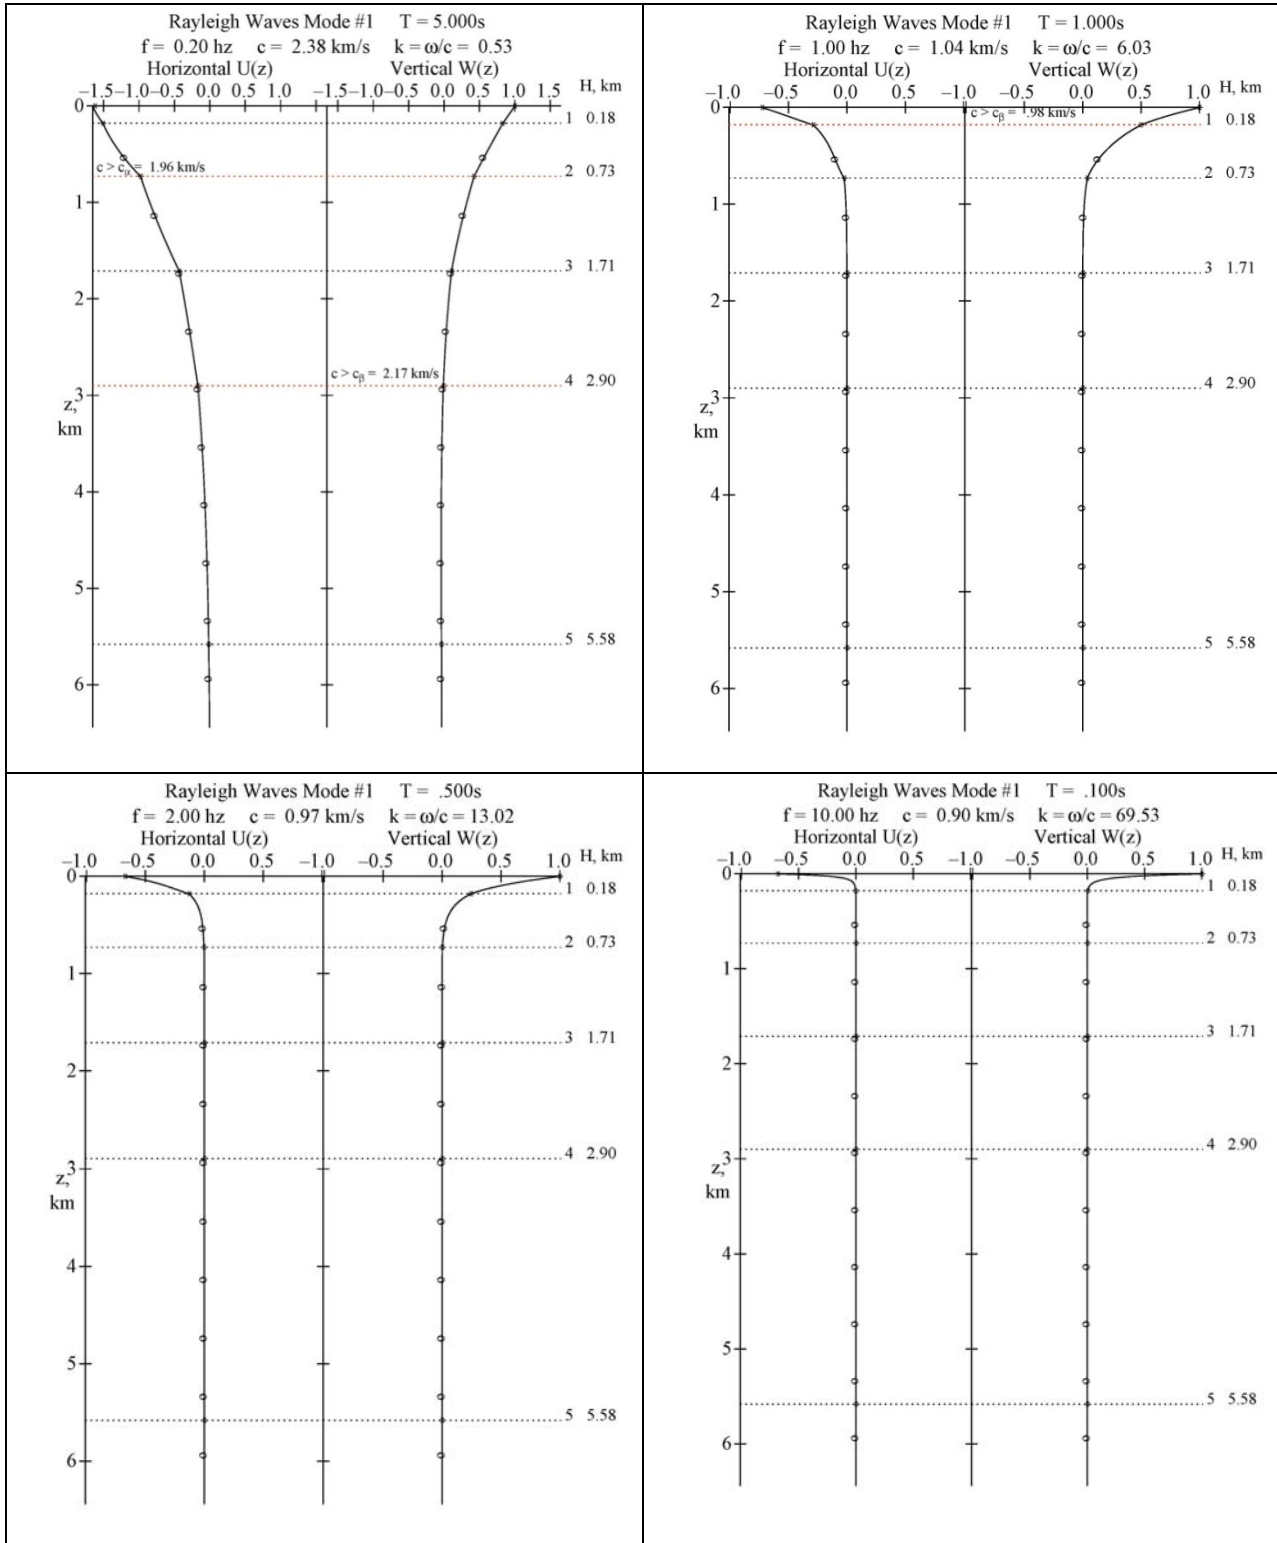 Rayleigh Waves Mode #1 T = 5.000s
f = 0.20 hz c = 2.38 km/s k = ω/c = 0.53
Horizontal U(z) Vertical W(z)
−1.5 −1.0 −0.5 0.0 0.5 1.0 −1.5 −1.0 −0.5 0.0 0.5 1.0 1.5 H, km
0
1 0.18
c > cα = 1.96 km/s
2 0.73
1
3 1.71
2
c > cβ = 2.17 km/s
4 2.90
3
z,
km
4
5
5 5.58
6
Rayleigh Waves Mode #1 T = 1.000s
f = 1.00 hz c = 1.04 km/s k = ω/c = 6.03
Horizontal U(z) Vertical W(z)
−1.0 −0.5 0.0 0.5 −1.0 −0.5 0.0 0.5 1.0 H, km
0
c > cβ = .98 km/s
1 0.18
2 0.73
1
3 1.71
2
4 2.90
3
z,
km
4
5
5 5.58
6
Rayleigh Waves Mode #1 T = .500s
f = 2.00 hz c = 0.97 km/s k = ω/c = 13.02
Horizontal U(z) Vertical W(z)
−1.0 −0.5 0.0 0.5 −1.0 −0.5 0.0 0.5 1.0 H, km
0
1 0.18
2 0.73
1
3 1.71
2
4 2.90
3
z,
km
4
5
5 5.58
6
Rayleigh Waves Mode #1 T = .100s
f = 10.00 hz c = 0.90 km/s k = ω/c = 69.53
Horizontal U(z) Vertical W(z)
−1.0 −0.5 0.0 0.5 −1.0 −0.5 0.0 0.5 1.0 H, km
0
1 0.18
2 0.73
1
3 1.71
2
4 2.90
3
z,
km
4
5
5 5.58
6